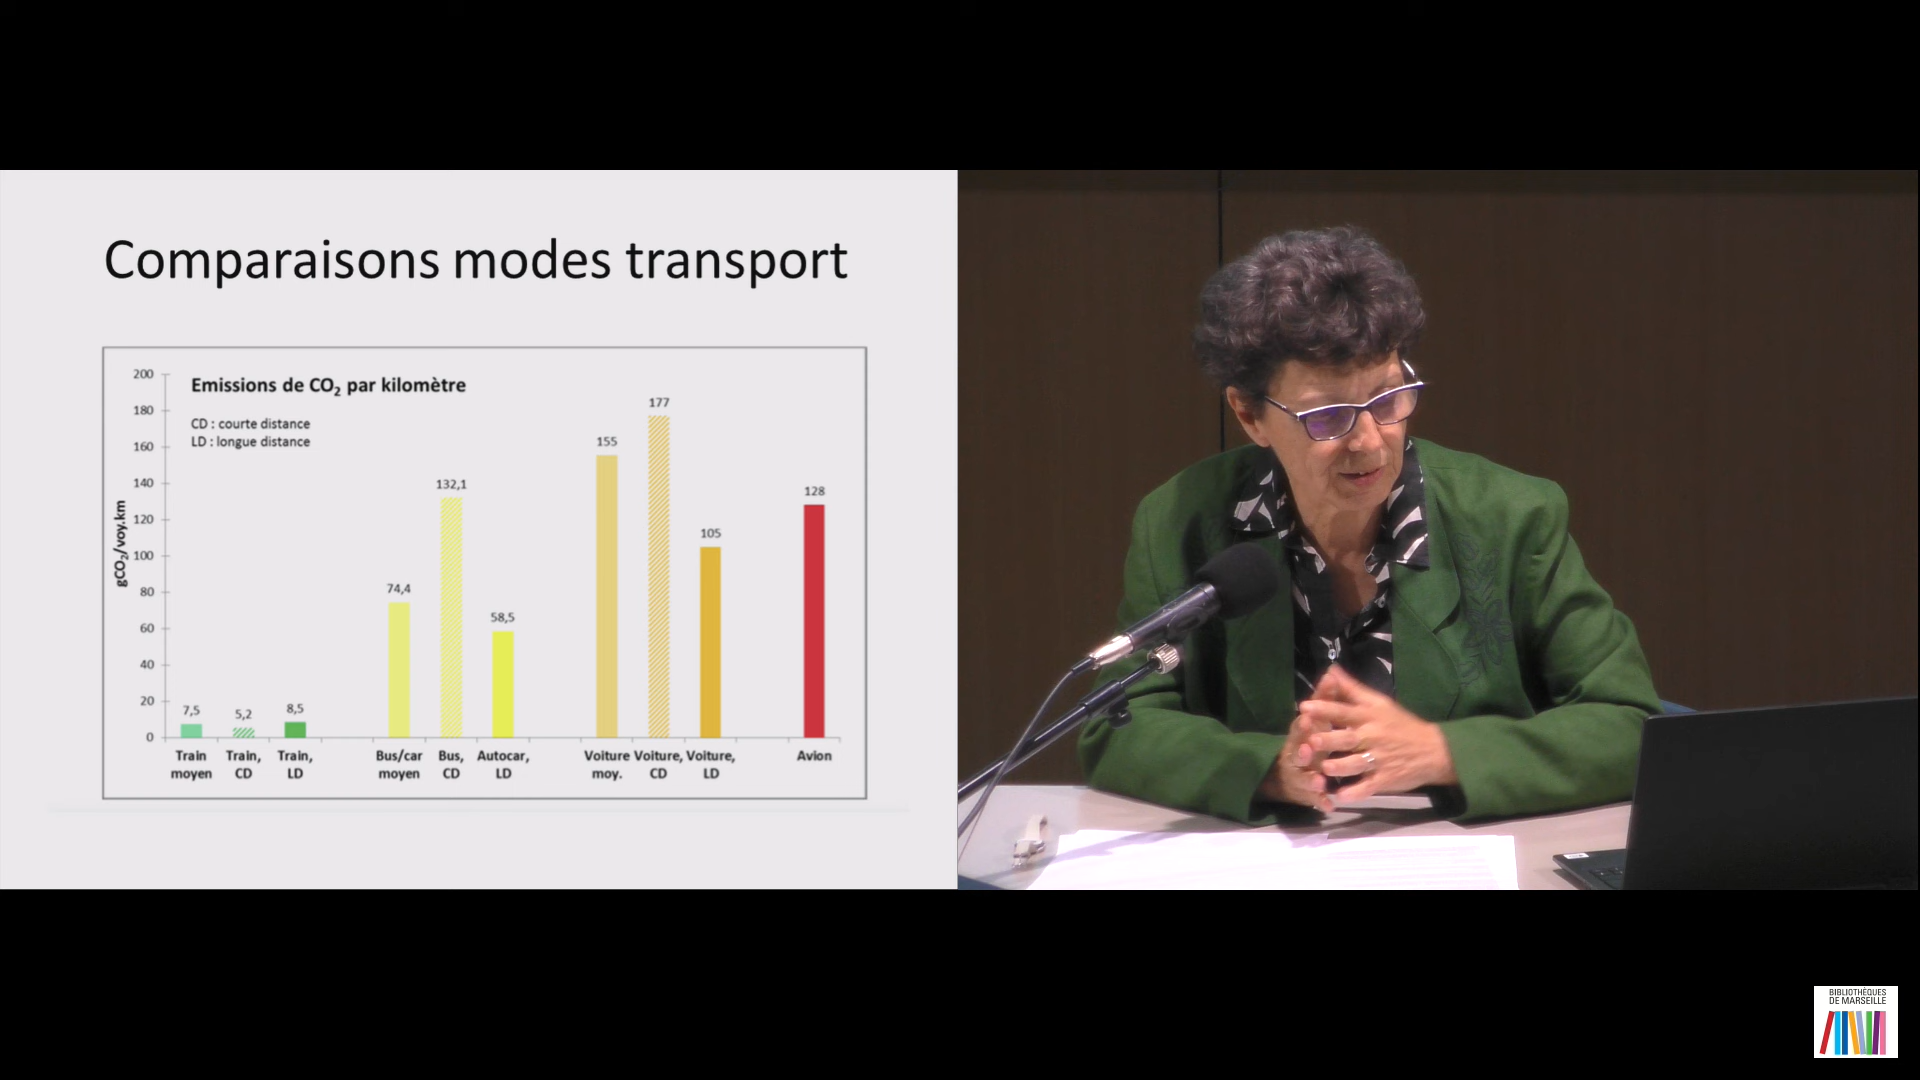 Comparaisons modes transport
Emissions de CO₂ par kilomètre
CD : courte distance
LD : longue distance
gCO₂/voy.km
200
180
160
140
120
100
80
60
40
20
0
7,5
5,2
8,5
74,4
132,1
58,5
155
177
105
128
Train moyen
Train, CD
Train, LD
Bus/car moyen
Bus, CD
Autocar, LD
Voiture moy.
Voiture, CD
Voiture, LD
Avion
BIBLIOTHÈQUES
DE MARSEILLE